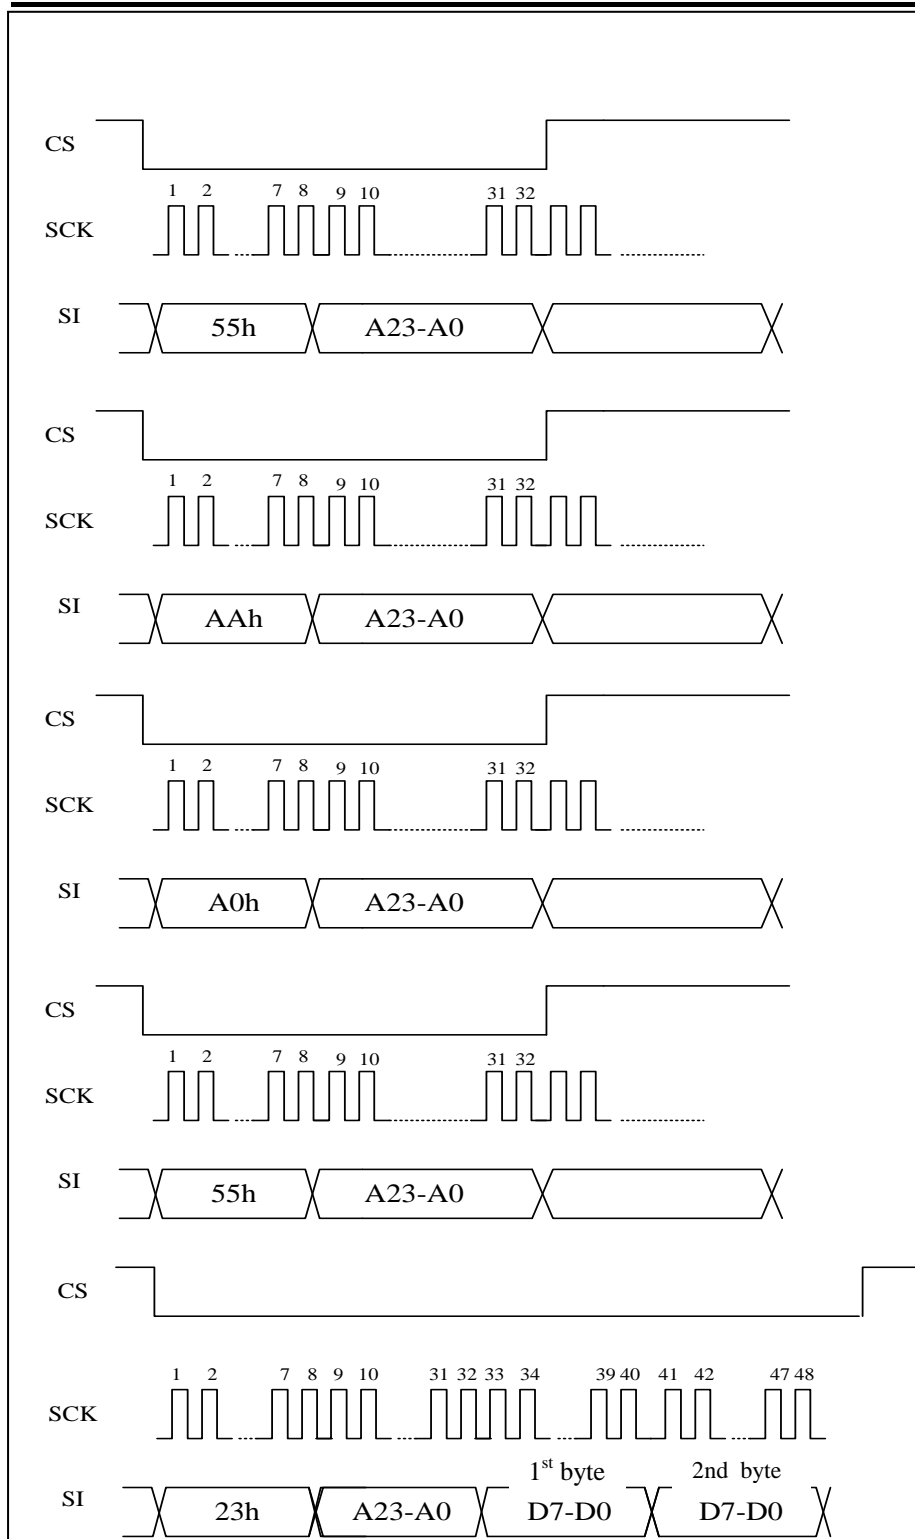 CS
1 2 7 8 9 10 31 32
SCK
SI 55h A23-A0
CS
1 2 7 8 9 10 31 32
SCK
SI AAh A23-A0
CS
1 2 7 8 9 10 31 32
SCK
SI A0h A23-A0
CS
1 2 7 8 9 10 31 32
SCK
SI 55h A23-A0
CS
1 2 7 8 9 10 31 32 33 34 39 40 41 42 47 48
SCK
1st byte 2nd byte
SI 23h A23-A0 D7-D0 D7-D0